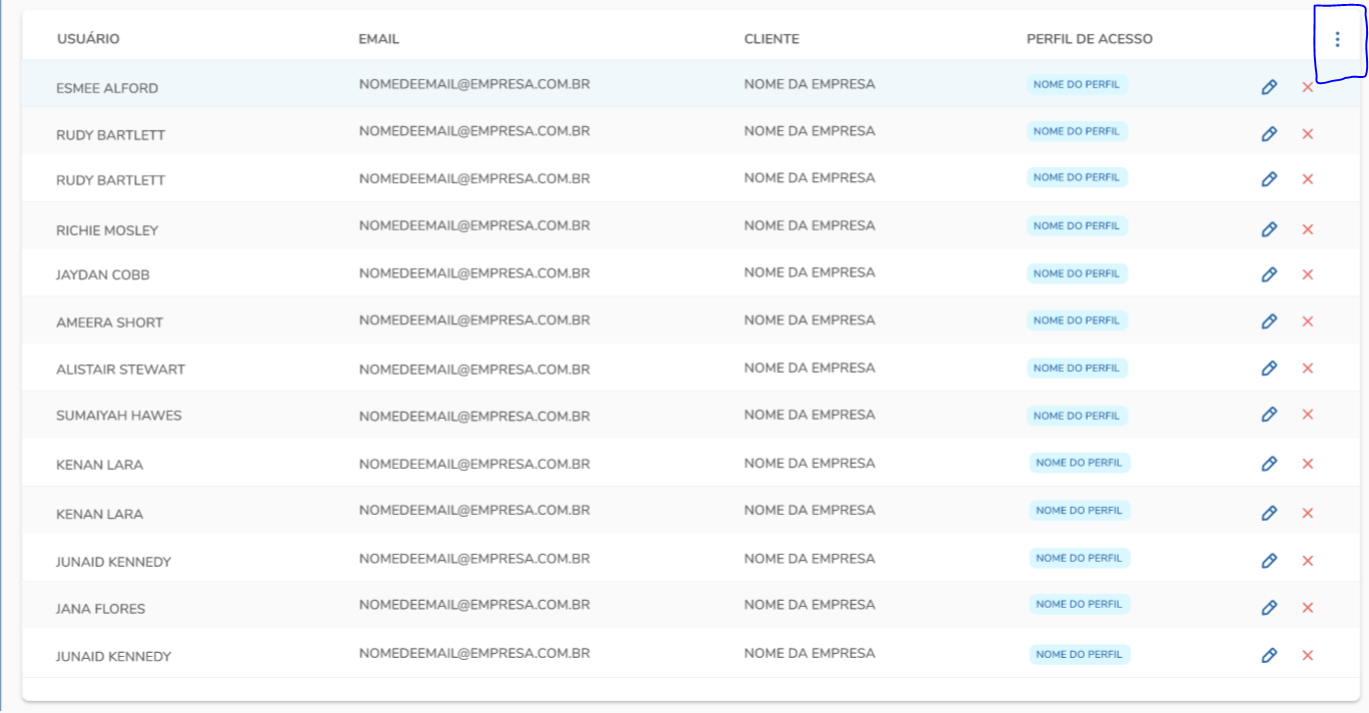 USUÁRIO EMAIL CLIENTE PERFIL DE ACESSO
ESMEE ALFORD NOMEDEEMAIL@EMPRESA.COM.BR NOME DA EMPRESA NOME DO PERFIL
RUDY BARTLETT NOMEDEEMAIL@EMPRESA.COM.BR NOME DA EMPRESA NOME DO PERFIL
RUDY BARTLETT NOMEDEEMAIL@EMPRESA.COM.BR NOME DA EMPRESA NOME DO PERFIL
RICHIE MOSLEY NOMEDEEMAIL@EMPRESA.COM.BR NOME DA EMPRESA NOME DO PERFIL
JAYDAN COBB NOMEDEEMAIL@EMPRESA.COM.BR NOME DA EMPRESA NOME DO PERFIL
AMEERA SHORT NOMEDEEMAIL@EMPRESA.COM.BR NOME DA EMPRESA NOME DO PERFIL
ALISTAIR STEWART NOMEDEEMAIL@EMPRESA.COM.BR NOME DA EMPRESA NOME DO PERFIL
SUMAIYAH HAWES NOMEDEEMAIL@EMPRESA.COM.BR NOME DA EMPRESA NOME DO PERFIL
KENAN LARA NOMEDEEMAIL@EMPRESA.COM.BR NOME DA EMPRESA NOME DO PERFIL
KENAN LARA NOMEDEEMAIL@EMPRESA.COM.BR NOME DA EMPRESA NOME DO PERFIL
JUNAID KENNEDY NOMEDEEMAIL@EMPRESA.COM.BR NOME DA EMPRESA NOME DO PERFIL
JANA FLORES NOMEDEEMAIL@EMPRESA.COM.BR NOME DA EMPRESA NOME DO PERFIL
JUNAID KENNEDY NOMEDEEMAIL@EMPRESA.COM.BR NOME DA EMPRESA NOME DO PERFIL